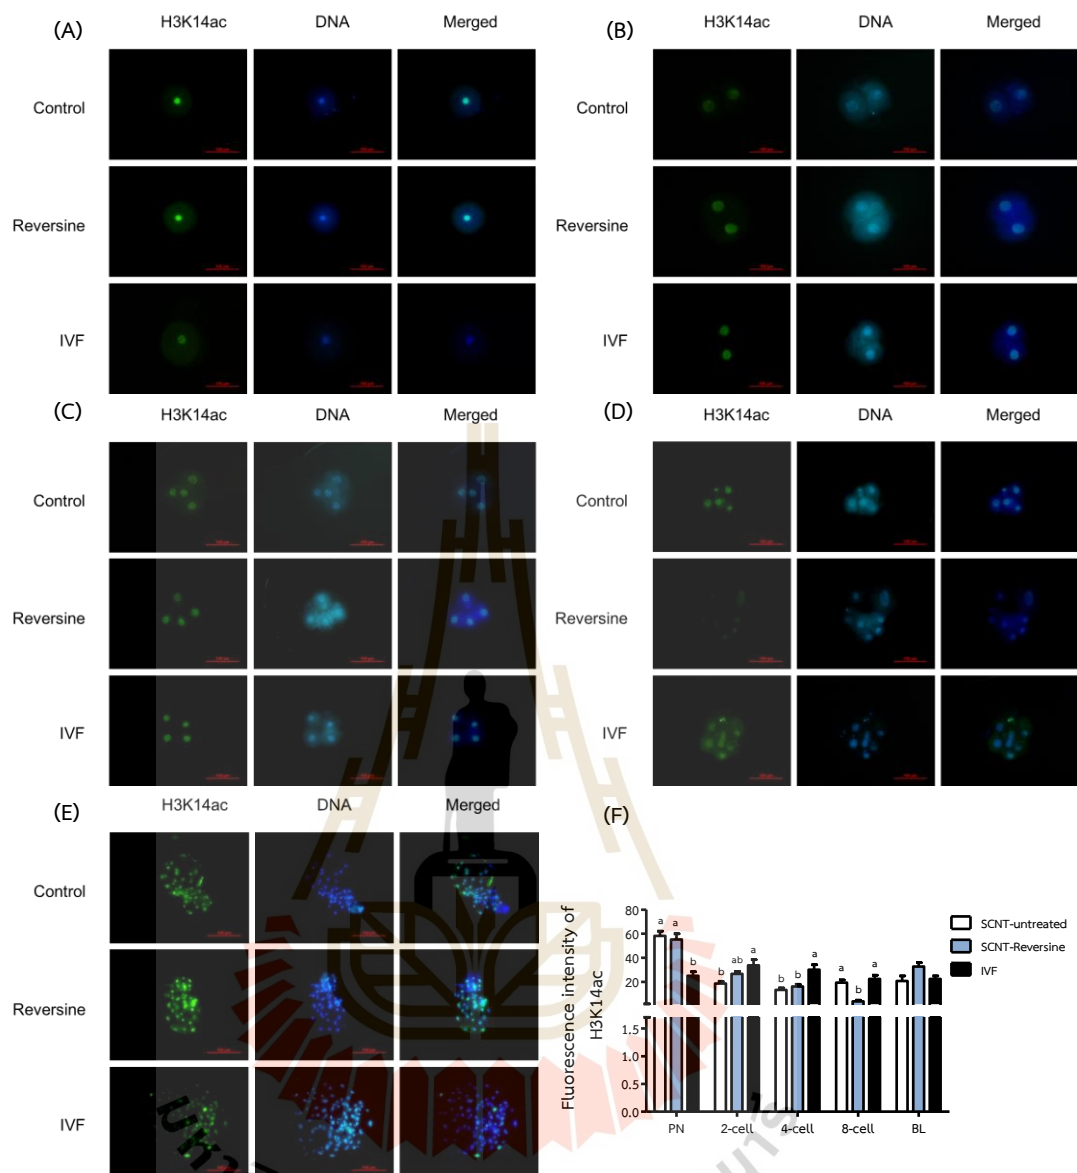 (A)
H3K14ac DNA Merged
Control
Reversine
IVF
(B)
H3K14ac DNA Merged
Control
Reversine
IVF
(C)
H3K14ac DNA Merged
Control
Reversine
IVF
(D)
H3K14ac DNA Merged
Control
Reversine
IVF
(E)
H3K14ac DNA Merged
Control
Reversine
IVF
(F)
Fluorescence intensity of
H3K14ac
80
60
40
20
1.5
1.0
0.5
0.0
a a b
b ab a
b b a
a b a
PN 2-cell 4-cell 8-cell BL
SCNT-untreated
SCNT-Reversine
IVF